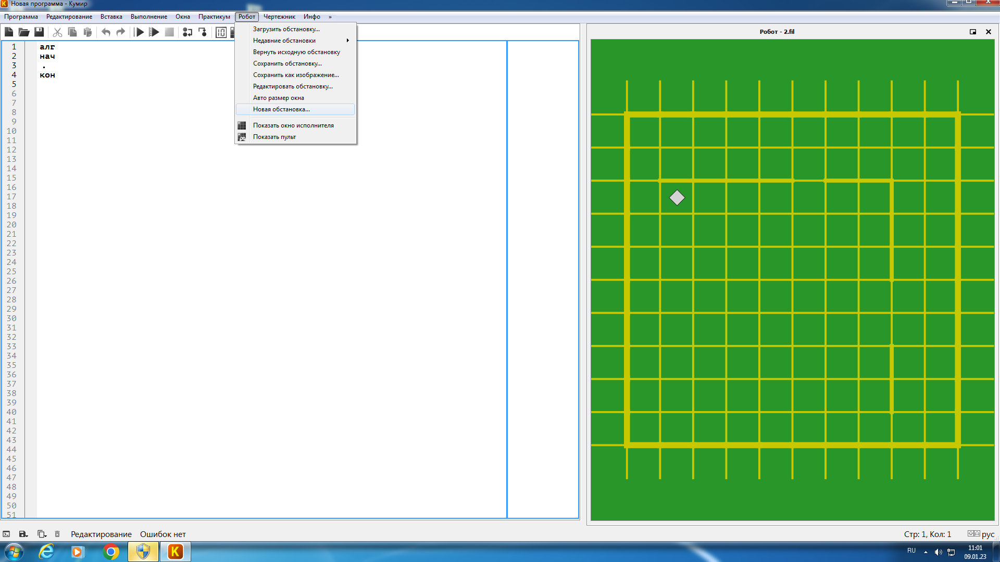 Новая программа - Кумир
Программа Редактирование Вставка Выполнение Окна Практикум Робот Чертежник Инфо »
Загрузить обстановку...
Недавние обстановки
Вернуть исходную обстановку
Сохранить обстановку...
Сохранить как изображение...
Редактировать обстановку...
Авто размер окна
Новая обстановка...
Показать окно исполнителя
Показать пульт
Робот - 2.fil
1 алг
2 нач
3 .
4 кон
5
6
7
8
9
10
11
12
13
14
15
16
17
18
19
20
21
22
23
24
25
26
27
28
29
30
31
32
33
34
35
36
37
38
39
40
41
42
43
44
45
46
47
48
49
50
51
Редактирование Ошибок нет
Стр: 1, Кол: 1 рус
RU
11:01
09.01.23